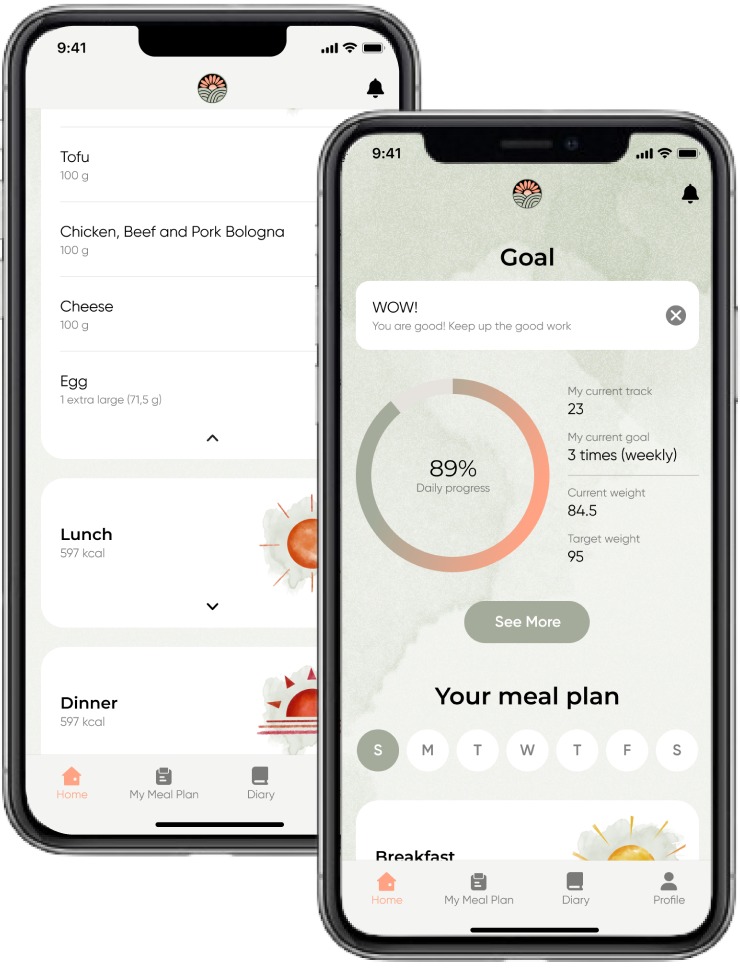 9:41
Tofu
100 g
Chicken, Beef and Pork Bologna
100 g
Cheese
100 g
Egg
1 extra large (71,5 g)
Lunch
597 kcal
Dinner
597 kcal
Home
My Meal Plan
Diary
9:41
Goal
WOW!
You are good! Keep up the good work
89%
Daily progress
My current track
23
My current goal
3 times (weekly)
Current weight
84.5
Target weight
95
See More
Your meal plan
S M T W T F S
Breakfast
Home
My Meal Plan
Diary
Profile